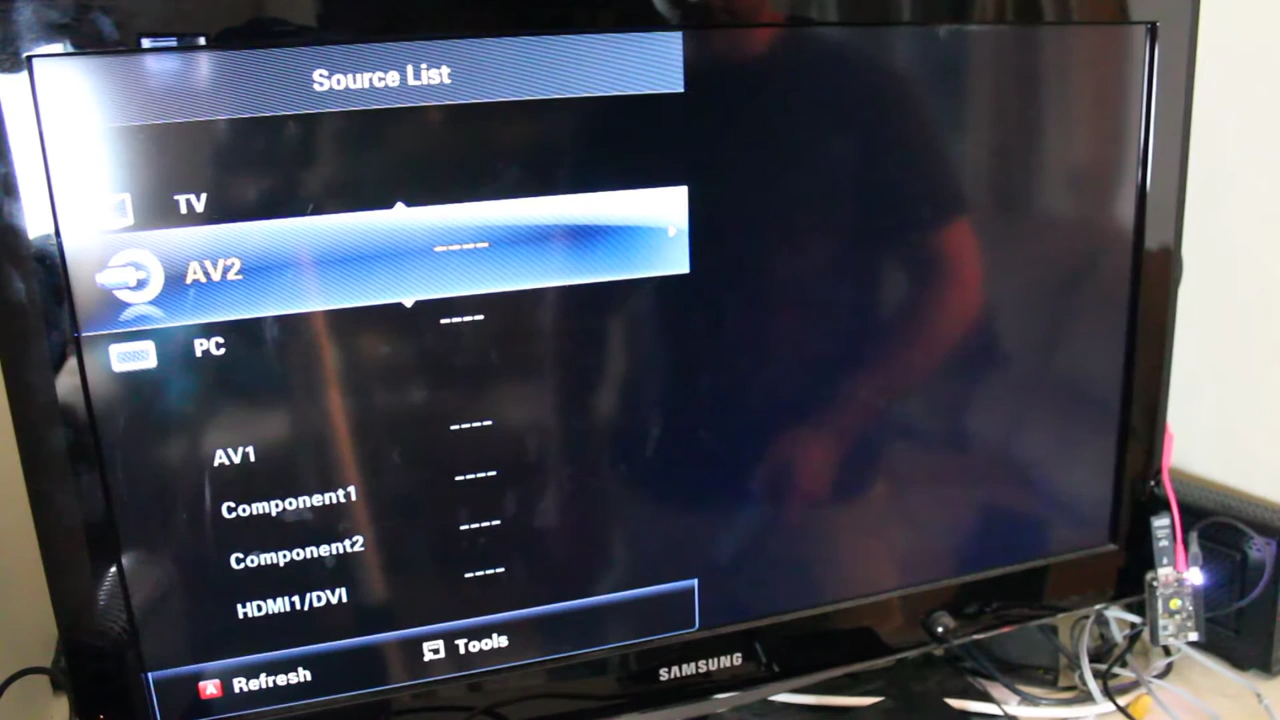 Source List
TV
AV2 ----
PC ----
AV1 ----
Component1 ----
Component2 ----
HDMI1/DVI ----
A Refresh Tools
SAMSUNG